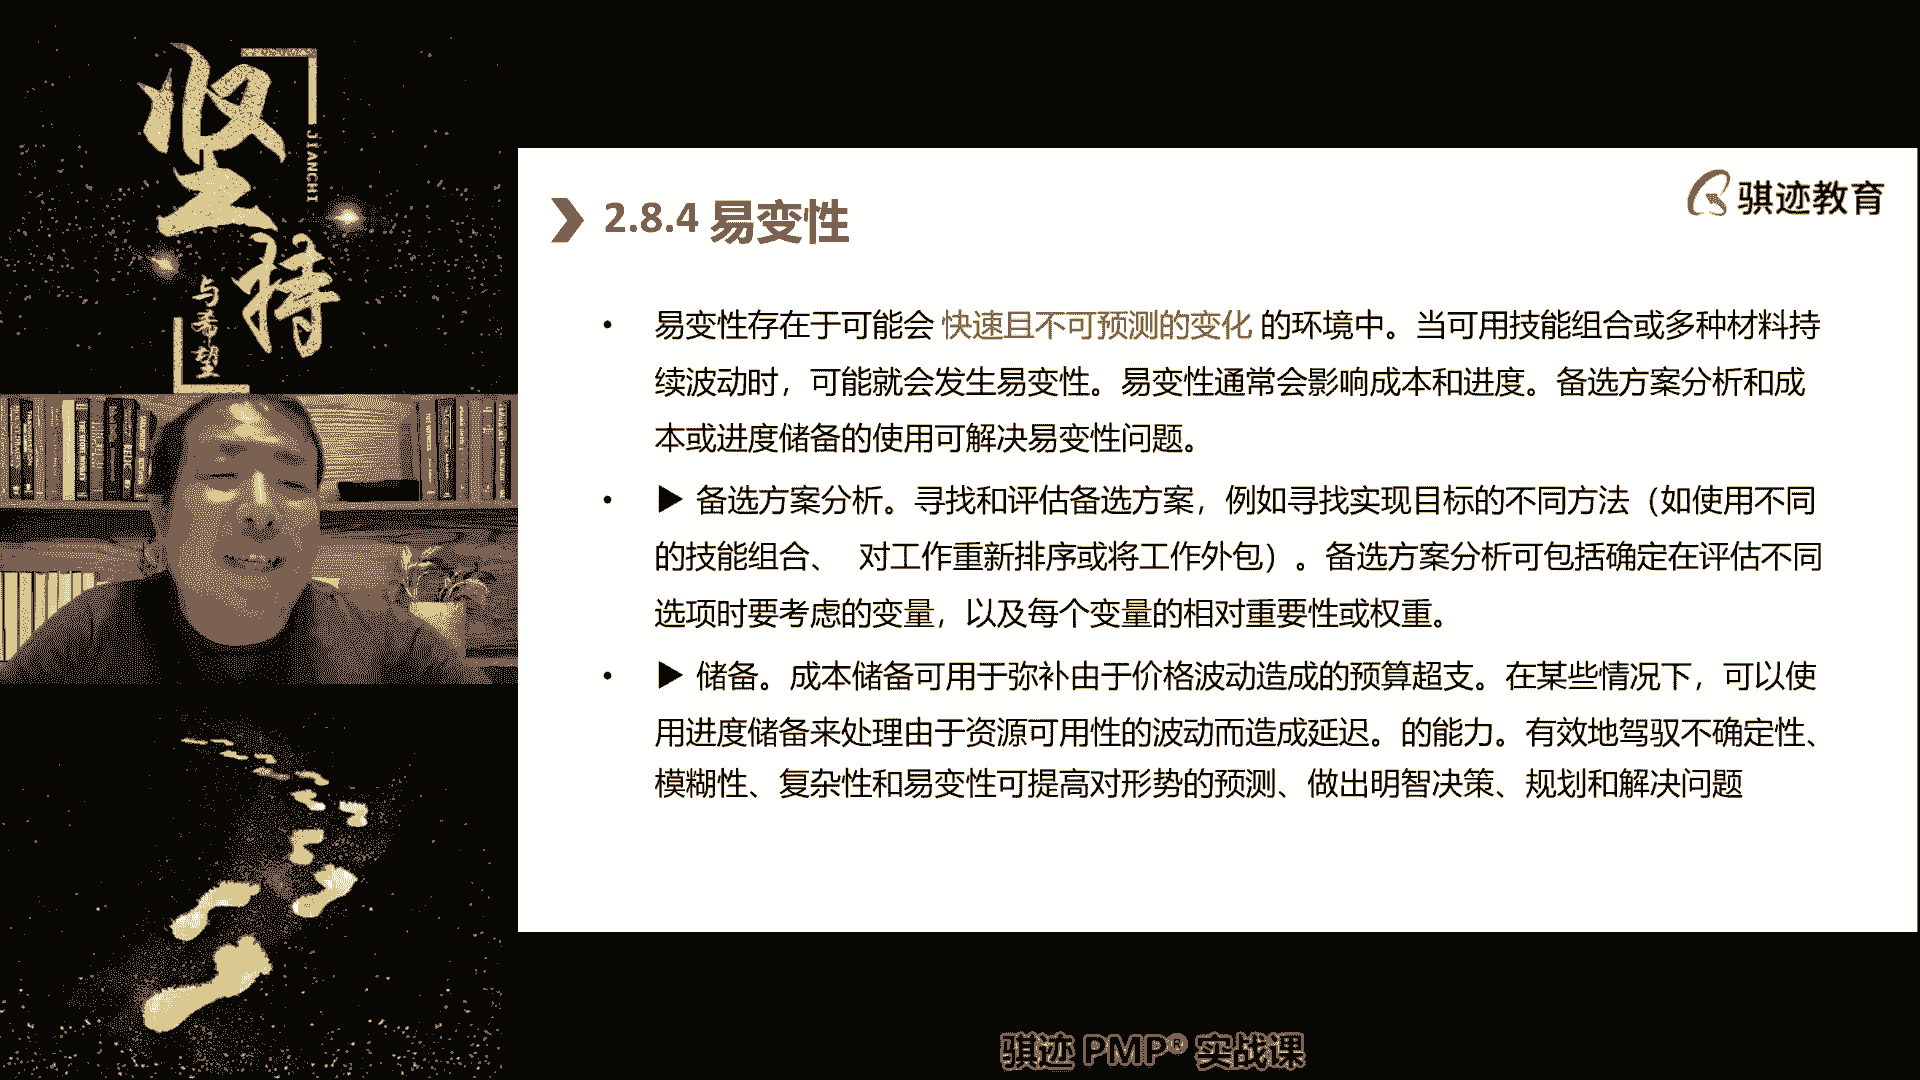 坚持
JIANCHI
与希望
骐迹教育
2.8.4 易变性
• 易变性存在于可能会 快速且不可预测的变化 的环境中。当可用技能组合或多种材料持
续波动时，可能就会发生易变性。易变性通常会影响成本和进度。备选方案分析和成
本或进度储备的使用可解决易变性问题。
• ▶ 备选方案分析。寻找和评估备选方案，例如寻找实现目标的不同方法（如使用不同
的技能组合、 对工作重新排序或将工作外包）。备选方案分析可包括确定在评估不同
选项时要考虑的变量，以及每个变量的相对重要性或权重。
• ▶ 储备。成本储备可用于弥补由于价格波动造成的预算超支。在某些情况下，可以使
用进度储备来处理由于资源可用性的波动而造成延迟。的能力。有效地驾驭不确定性、
模糊性、复杂性和易变性可提高对形势的预测、做出明智决策、规划和解决问题
骐迹 PMP® 实战课